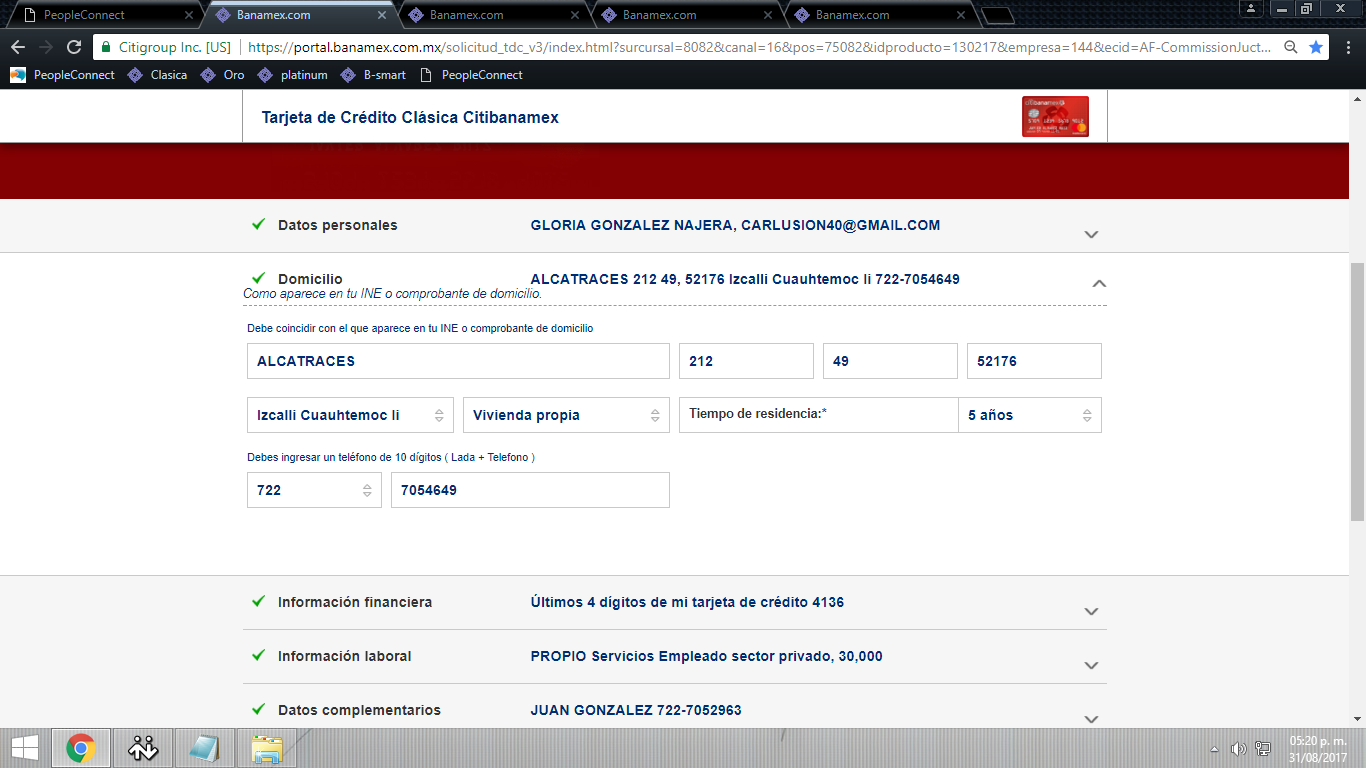 PeopleConnect Banamex.com Banamex.com Banamex.com Banamex.com
Citigroup Inc. [US] https://portal.banamex.com.mx/solicitud_tdc_v3/index.html?surcursal=8082&canal=16&pos=75082&idproducto=130217&empresa=144&ecid=AF-CommissionJuct...
PeopleConnect Clasica Oro platinum B-smart PeopleConnect
Tarjeta de Crédito Clásica Citibanamex
citibanamex
Datos personales GLORIA GONZALEZ NAJERA, CARLUSION40@GMAIL.COM
Domicilio ALCATRACES 212 49, 52176 Izcalli Cuauhtemoc Ii 722-7054649
Como aparece en tu INE o comprobante de domicilio.
Debe coincidir con el que aparece en tu INE o comprobante de domicilio
ALCATRACES 212 49 52176
Izcalli Cuauhtemoc Ii Vivienda propia Tiempo de residencia:* 5 años
Debes ingresar un teléfono de 10 dígitos ( Lada + Telefono )
722 7054649
Información financiera Últimos 4 dígitos de mi tarjeta de crédito 4136
Información laboral PROPIO Servicios Empleado sector privado, 30,000
Datos complementarios JUAN GONZALEZ 722-7052963
05:20 p. m.
31/08/2017